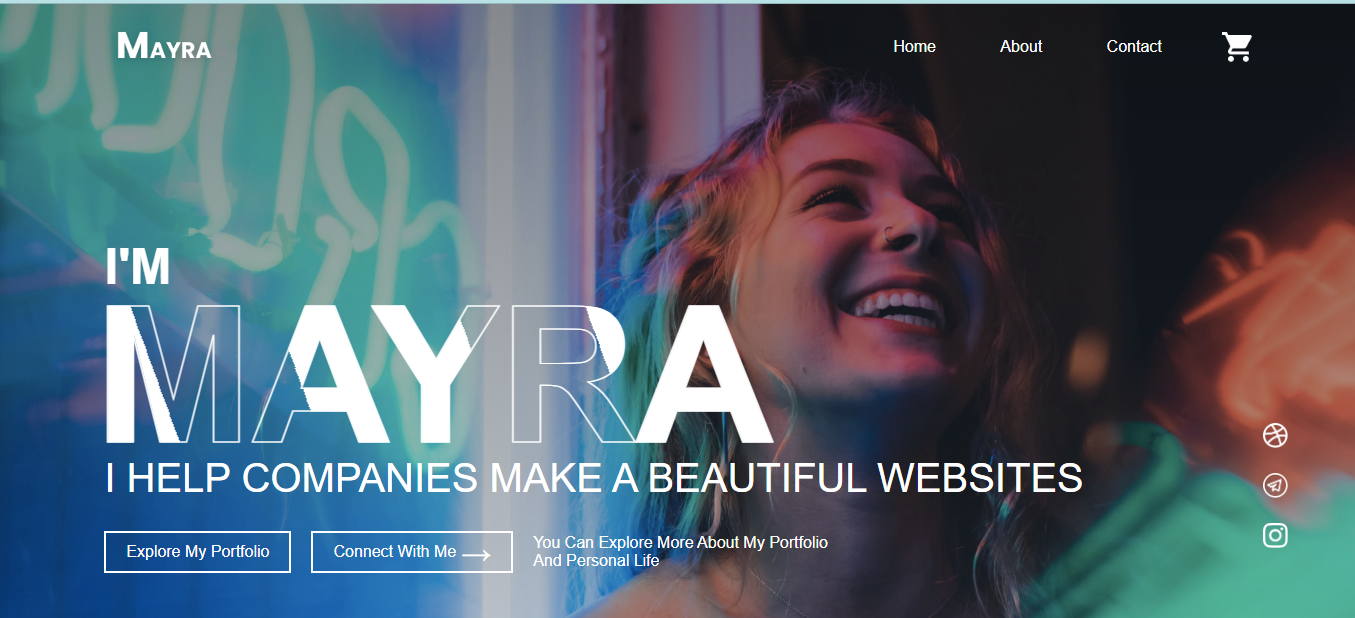 MAYRA
Home About Contact
I'M
MAYRA
I HELP COMPANIES MAKE A BEAUTIFUL WEBSITES
Explore My Portfolio
Connect With Me
You Can Explore More About My Portfolio
And Personal Life